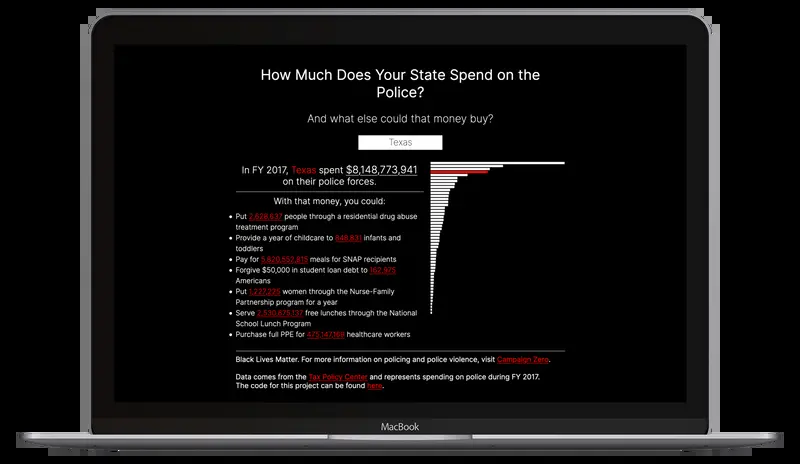 How Much Does Your State Spend on the
Police?
And what else could that money buy?
Texas
In FY 2017, Texas spent $8,148,773,941
on their police forces.
With that money, you could:
Put 2,628,637 people through a residential drug abuse
treatment program
Provide a year of childcare to 848,831 infants and
toddlers
Pay for 5,820,552,815 meals for SNAP recipients
Forgive $50,000 in student loan debt to 162,975
Americans
Put 1,227,225 women through the Nurse-Family
Partnership program for a year
Serve 2,530,675,137 free lunches through the National
School Lunch Program
Purchase full PPE for 475,147,168 healthcare workers
Black Lives Matter. For more information on policing and police violence, visit Campaign Zero.
Data comes from the Tax Policy Center and represents spending on police during FY 2017.
The code for this project can be found here.
MacBook